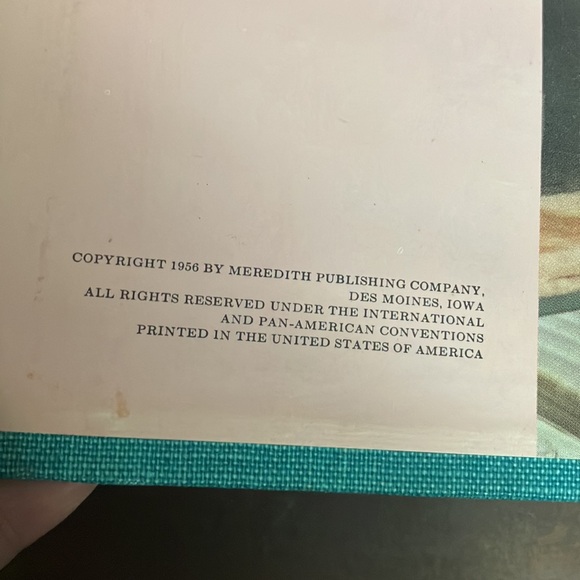 COPYRIGHT 1956 BY MEREDITH PUBLISHING COMPANY,
DES MOINES, IOWA
ALL RIGHTS RESERVED UNDER THE INTERNATIONAL
AND PAN-AMERICAN CONVENTIONS
PRINTED IN THE UNITED STATES OF AMERICA